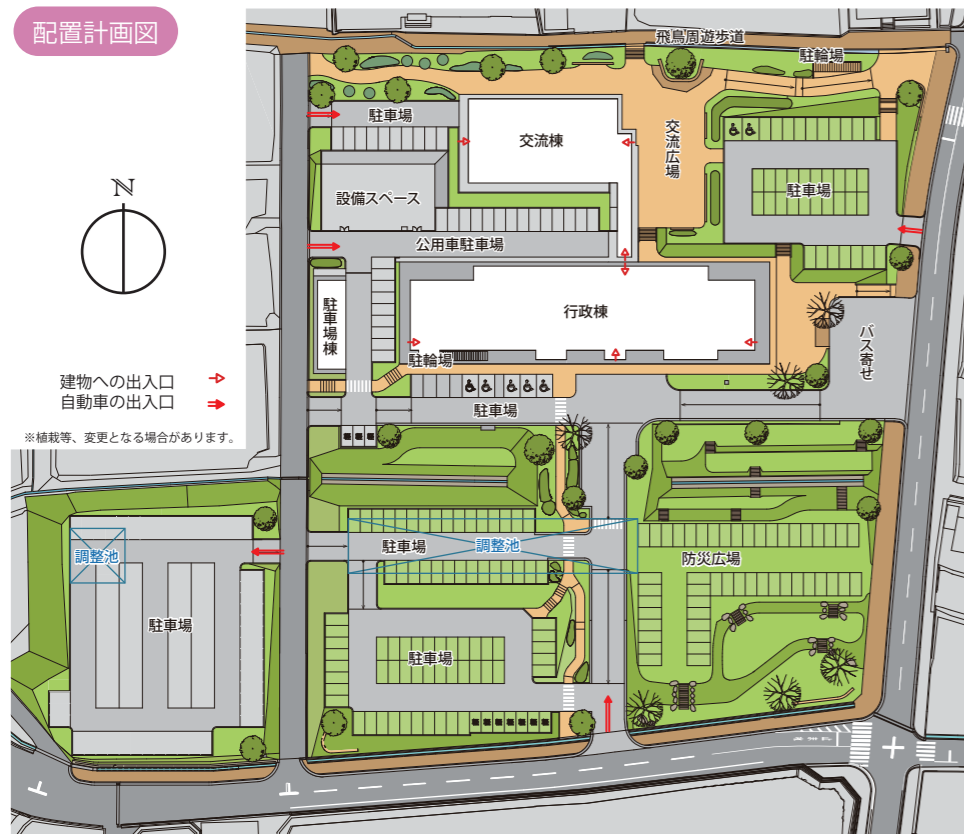 配置計画図
飛鳥周遊歩道
駐輪場
駐車場
交流棟
交流広場
駐車場
設備スペース
公用車駐車場
N
行政棟
駐車場棟
バス寄せ
駐輪場
建物への出入口
自動車の出入口
駐車場
※植栽等、変更となる場合があります。
調整池
駐車場
調整池
防災広場
駐車場
駐車場